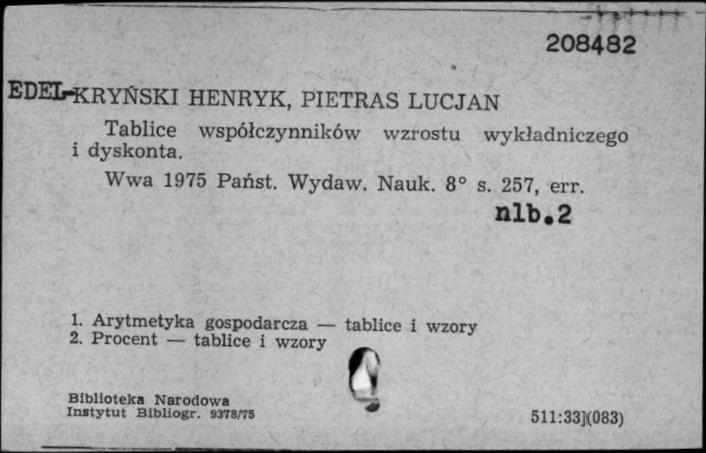 208482
EDEL-KRYŃSKI HENRYK, PIETRAS LUCJAN
Tablice współczynników wzrostu wykładniczego
i dyskonta.
Wwa 1975 Państ. Wydaw. Nauk. 8° s. 257, err.
nlb.2
1. Arytmetyka gospodarcza — tablice i wzory
2. Procent — tablice i wzory
Biblioteka Narodowa
Instytut Bibliogr. 9378/75
511:33](083)